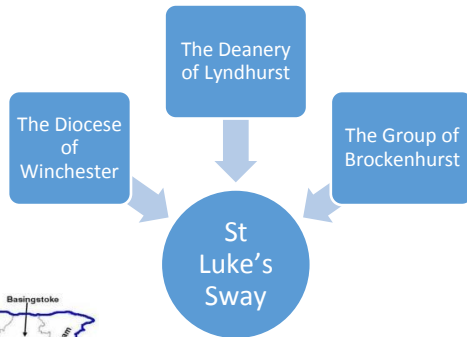 The Deanery
of Lyndhurst
The Diocese
of
Winchester
The Group of
Brockenhurst
St
Luke's
Sway
Basingstoke